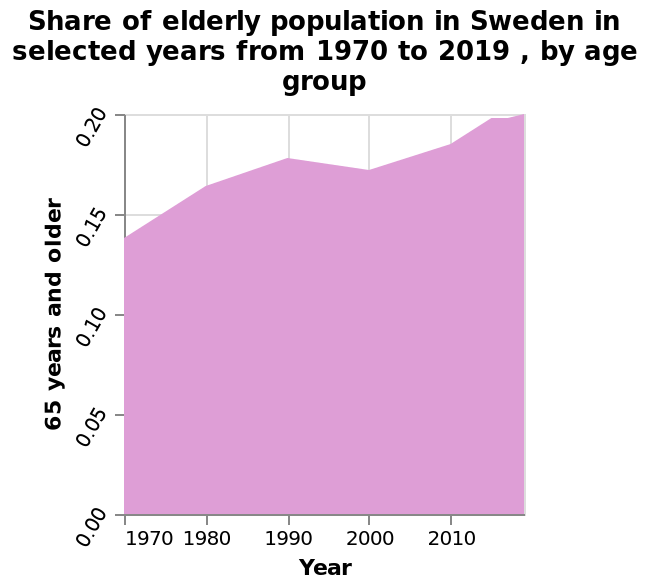 Share of elderly population in Sweden in
selected years from 1970 to 2019 , by age
group
0.20
0.15
0.10
0.05
0.00
65 years and older
1970 1980 1990 2000 2010
Year